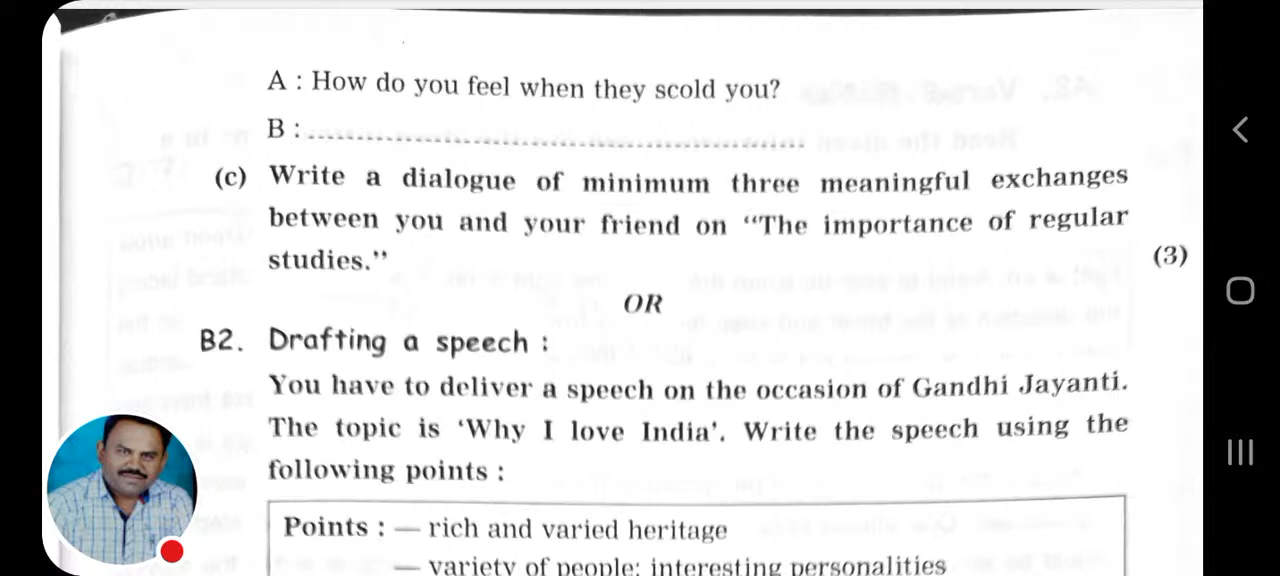 A : How do you feel when they scold you?
B :................................................................
(c) Write a dialogue of minimum three meaningful exchanges
between you and your friend on “The importance of regular
studies.”
(3)
OR
B2. Drafting a speech :
You have to deliver a speech on the occasion of Gandhi Jayanti.
The topic is ‘Why I love India’. Write the speech using the
following points :
Points : — rich and varied heritage
— variety of people; interesting personalities